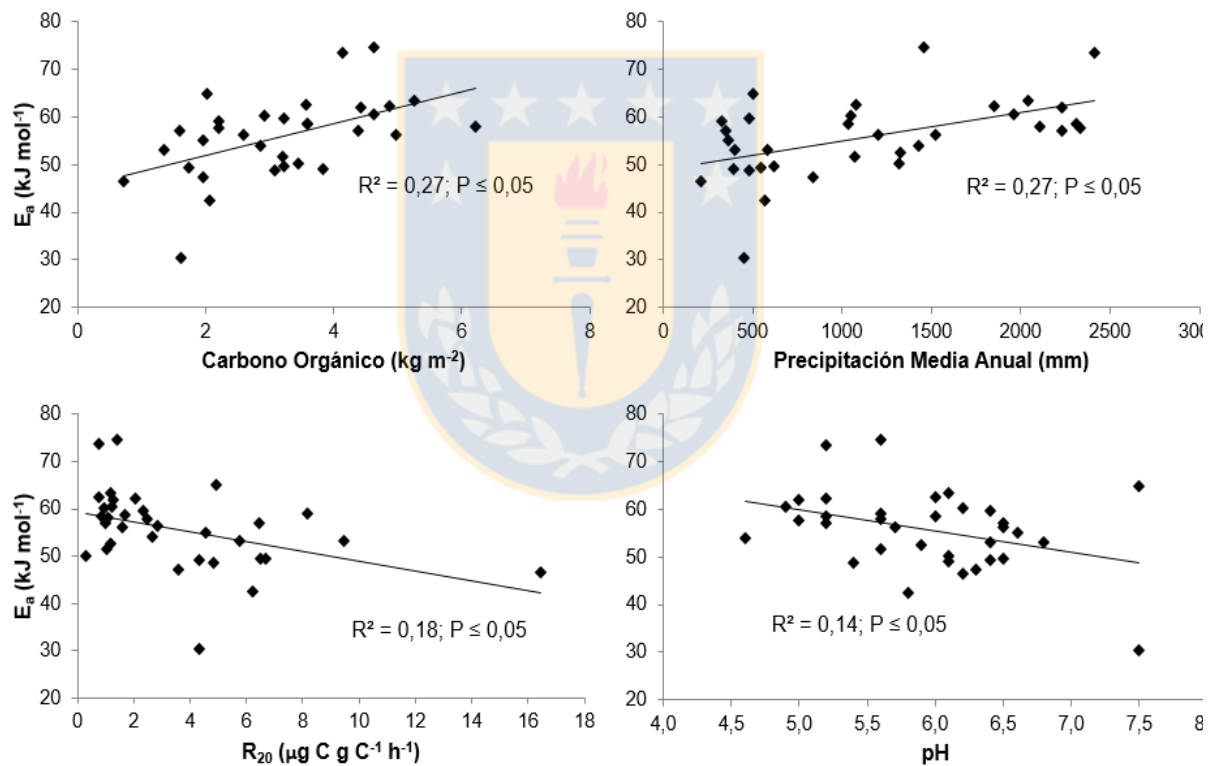 80
70
60
50
40
30
20
E_a (kJ mol⁻¹)
R² = 0,27; P ≤ 0,05
0 2 4 6 8
Carbono Orgánico (kg m⁻²)
80
70
60
50
40
30
20
R² = 0,27; P ≤ 0,05
0 500 1000 1500 2000 2500 300
Precipitación Media Anual (mm)
80
70
60
50
40
30
20
E_a (kJ mol⁻¹)
R² = 0,18; P ≤ 0,05
0 2 4 6 8 10 12 14 16 18
R₂₀ (µg C g C⁻¹ h⁻¹)
80
70
60
50
40
30
20
R² = 0,14; P ≤ 0,05
4,0 4,5 5,0 5,5 6,0 6,5 7,0 7,5 8
pH